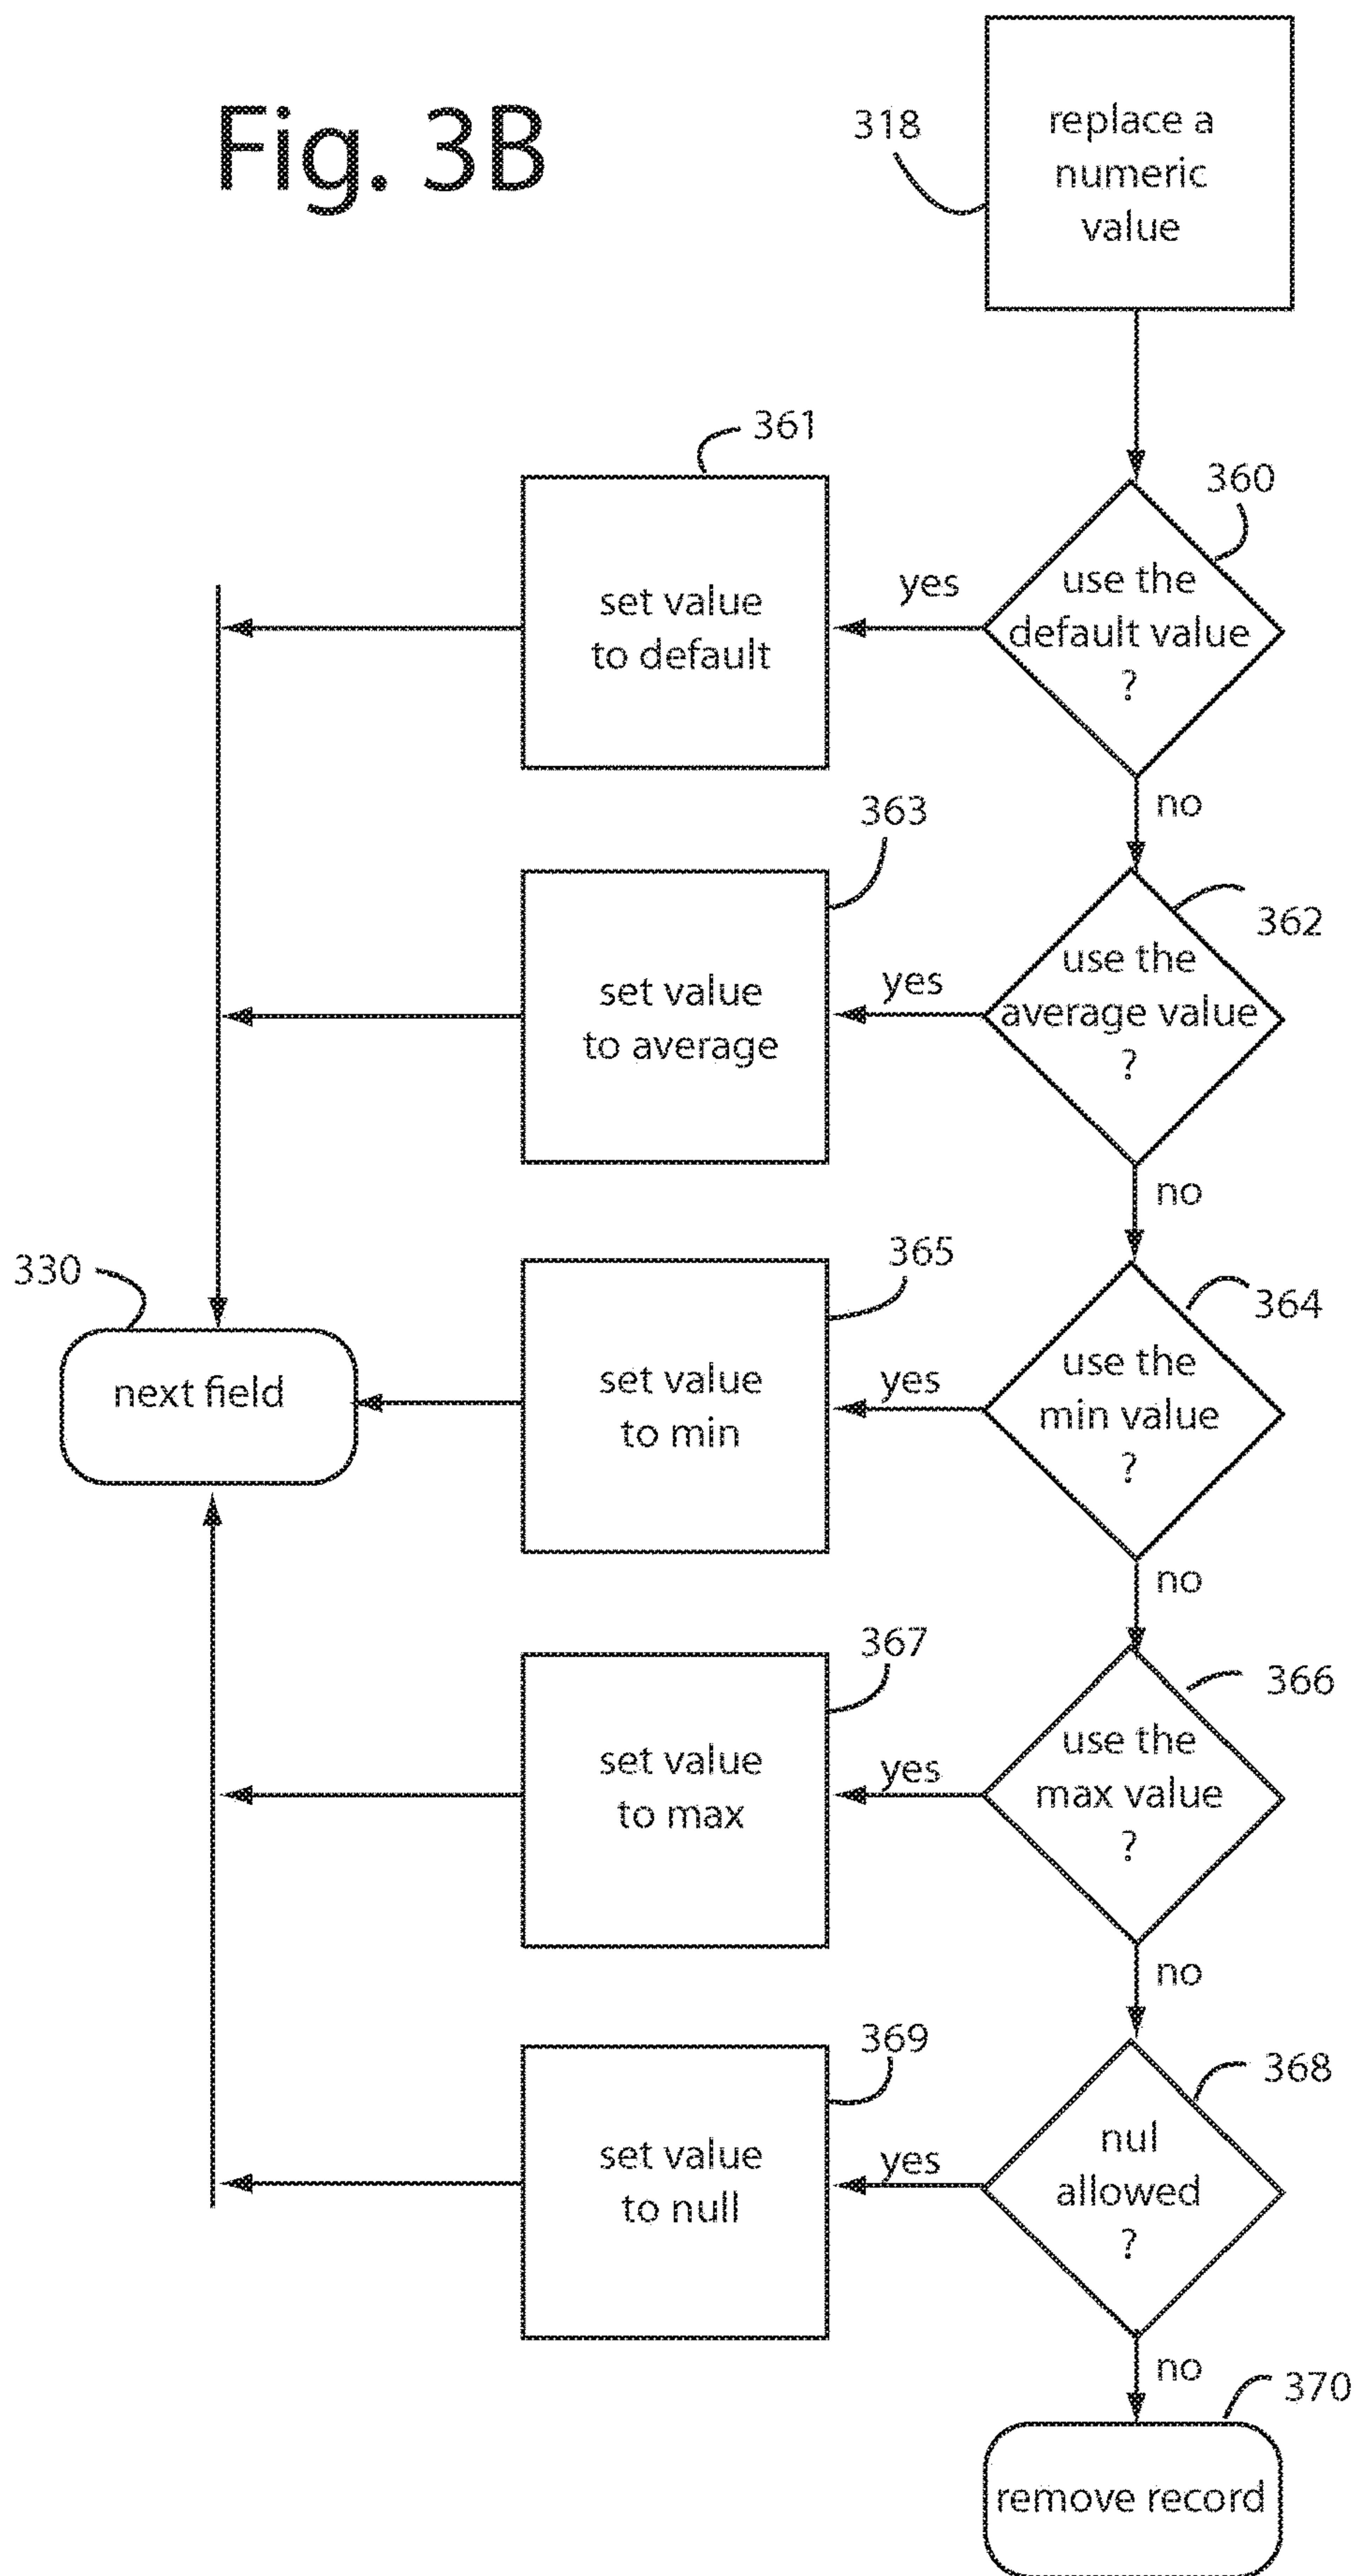 Fig. 3B
318
replace a
numeric
value
361
360
set value
to default
yes
use the
default value
?
no
363
362
set value
to average
yes
use the
average value
?
no
330
next field
365
364
set value
to min
yes
use the
min value
?
no
367
366
set value
to max
yes
use the
max value
?
no
369
368
set value
to null
yes
nul
allowed
?
no
370
remove record